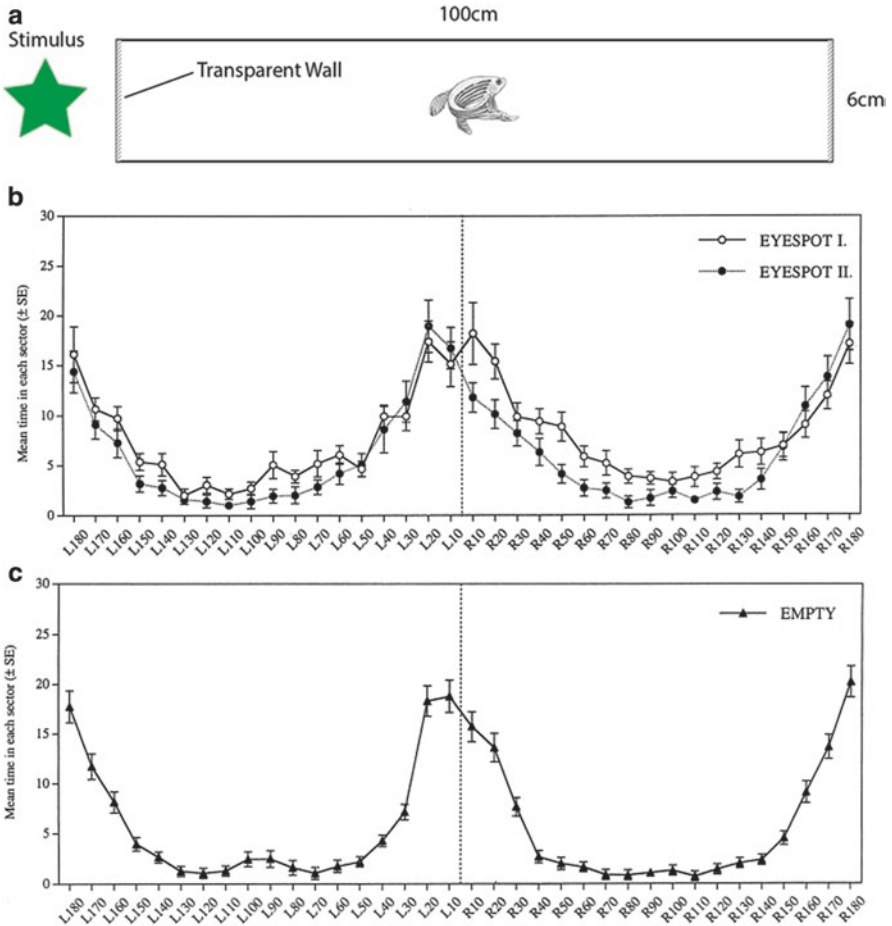 a
100cm
Stimulus
Transparent Wall
6cm
b
30
25
20
15
10
5
0
Mean time in each sector (± SE)
EYESPOT I.
EYESPOT II.
L180 L170 L160 L150 L140 L130 L120 L110 L100 L90 L80 L70 L60 L50 L40 L30 L20 L10 R10 R20 R30 R40 R50 R60 R70 R80 R90 R100 R110 R120 R130 R140 R150 R160 R170 R180
c
30
25
20
15
10
5
0
Mean time in each sector (± SE)
EMPTY
L180 L170 L160 L150 L140 L130 L120 L110 L100 L90 L80 L70 L60 L50 L40 L30 L20 L10 R10 R20 R30 R40 R50 R60 R70 R80 R90 R100 R110 R120 R130 R140 R150 R160 R170 R180